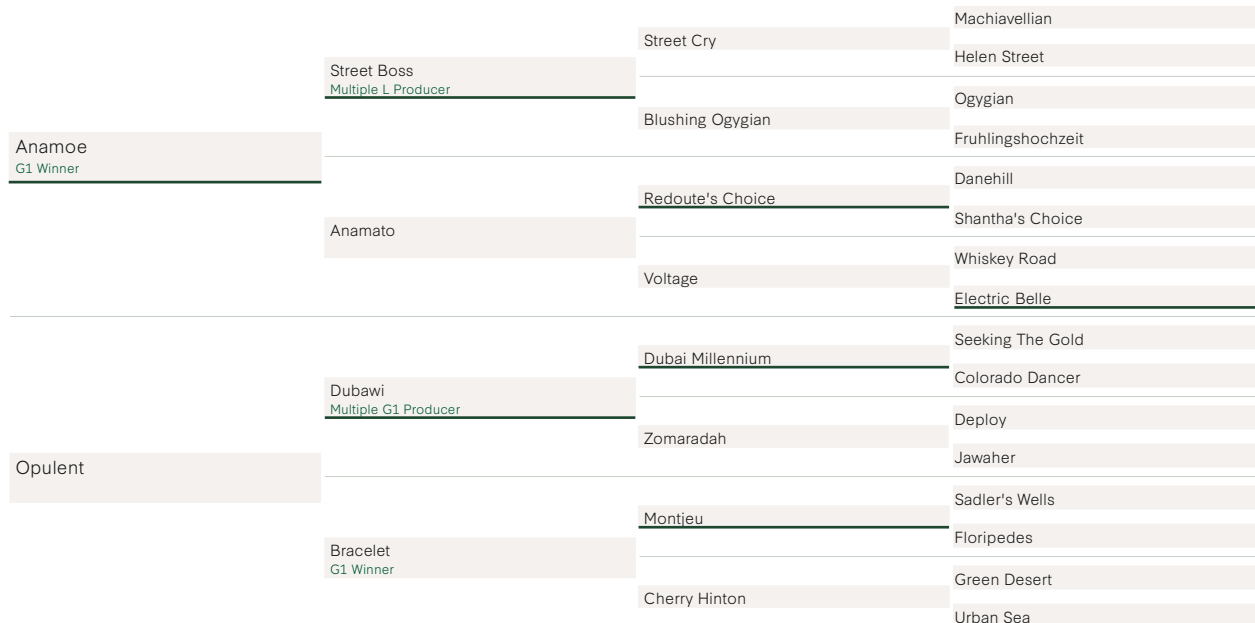 Machiavellian
Street Cry
Helen Street
Street Boss
Multiple L Producer
Ogygian
Blushing Ogygian
Fruhlingshochzeit
Anamoe
G1 Winner
Danehill
Redoute's Choice
Shantha's Choice
Anamato
Whiskey Road
Voltage
Electric Belle
Seeking The Gold
Dubai Millennium
Colorado Dancer
Dubawi
Multiple G1 Producer
Deploy
Zomaradah
Jawaher
Opulent
Sadler's Wells
Montjeu
Floripedes
Bracelet
G1 Winner
Green Desert
Cherry Hinton
Urban Sea